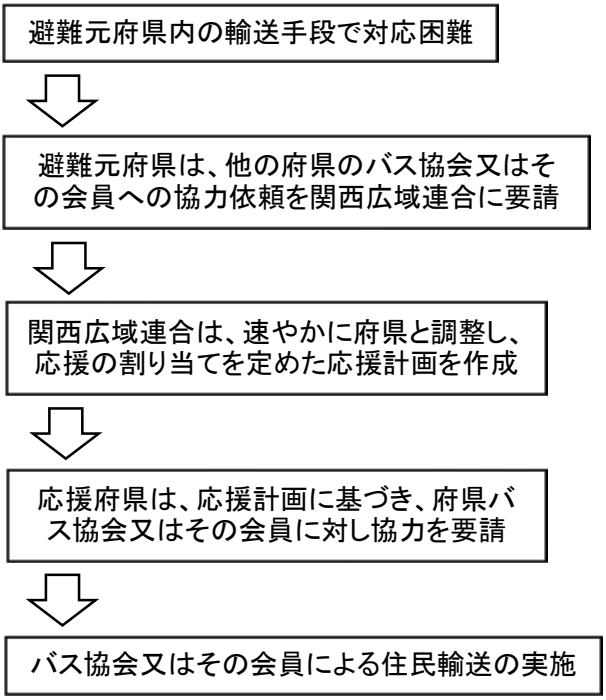 避難元府県内の輸送手段で対応困難
避難元府県は、他の府県のバス協会又はそ
の会員への協力依頼を関西広域連合に要請
関西広域連合は、速やかに府県と調整し、
応援の割り当てを定めた応援計画を作成
応援府県は、応援計画に基づき、府県バ
ス協会又はその会員に対し協力を要請
バス協会又はその会員による住民輸送の実施